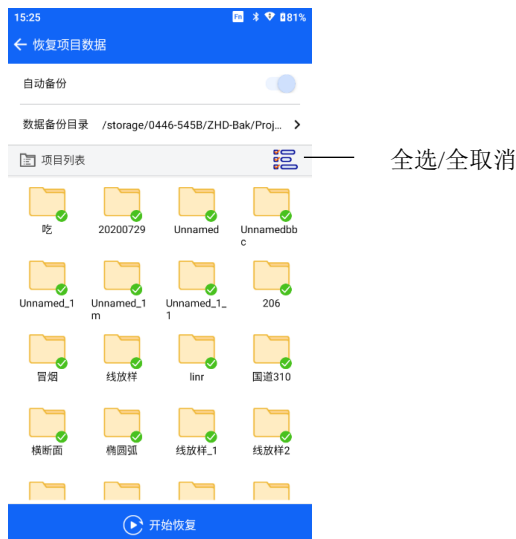 15:25
Fn
81%
恢复项目数据
自动备份
数据备份目录 /storage/0446-545B/ZHD-Bak/Proj...
项目列表
全选/全取消
吃 20200729 Unnamed Unnamedbb
c
Unnamed_1 Unnamed_1 Unnamed_1_ 206
m 1
冒烟 线放样 linr 国道310
横断面 椭圆弧 线放样_1 线放样2
开始恢复